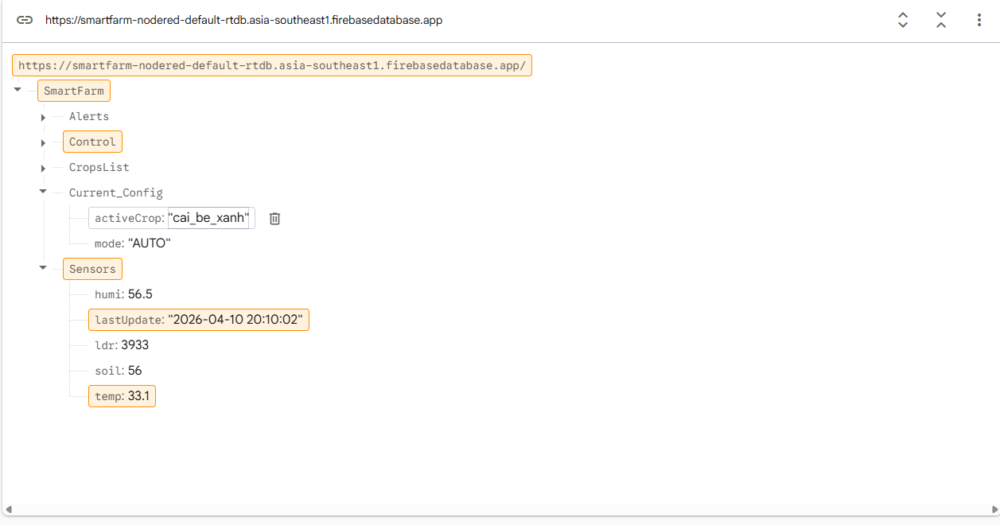 https://smartfarm-nodered-default-rtdb.asia-southeast1.firebasedatabase.app
https://smartfarm-nodered-default-rtdb.asia-southeast1.firebasedatabase.app/
SmartFarm
Alerts
Control
CropsList
Current_Config
activeCrop: "cai_be_xanh"
mode: "AUTO"
Sensors
humi: 56.5
lastUpdate: "2026-04-10 20:10:02"
ldr: 3933
soil: 56
temp: 33.1